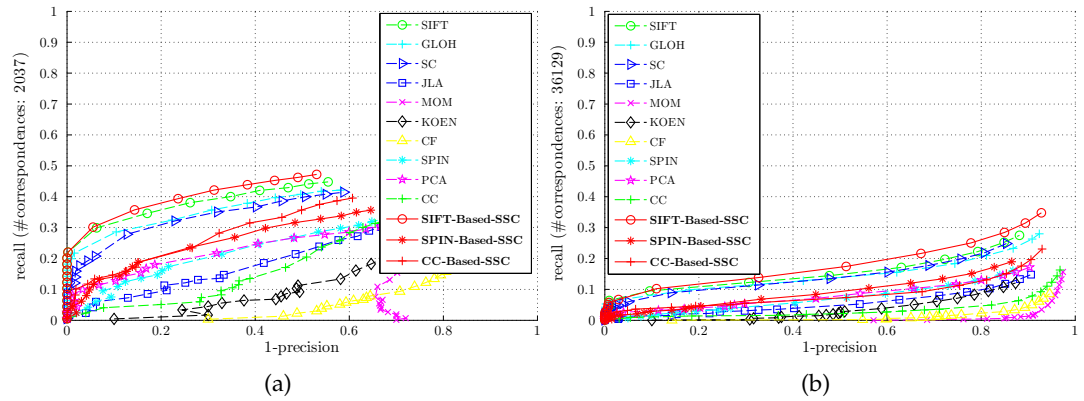 1
0.9
0.8
0.7
0.6
0.5
0.4
0.3
0.2
0.1
0
0 0.2 0.4 0.6 0.8 1
recall (#correspondences: 2037)
1-precision
SIFT
GLOH
SC
JLA
MOM
KOEN
CF
SPIN
PCA
CC
SIFT-Based-SSC
SPIN-Based-SSC
CC-Based-SSC
(a)
1
0.9
0.8
0.7
0.6
0.5
0.4
0.3
0.2
0.1
0
0 0.2 0.4 0.6 0.8 1
recall (#correspondences: 36129)
1-precision
SIFT
GLOH
SC
JLA
MOM
KOEN
CF
SPIN
PCA
CC
SIFT-Based-SSC
SPIN-Based-SSC
CC-Based-SSC
(b)